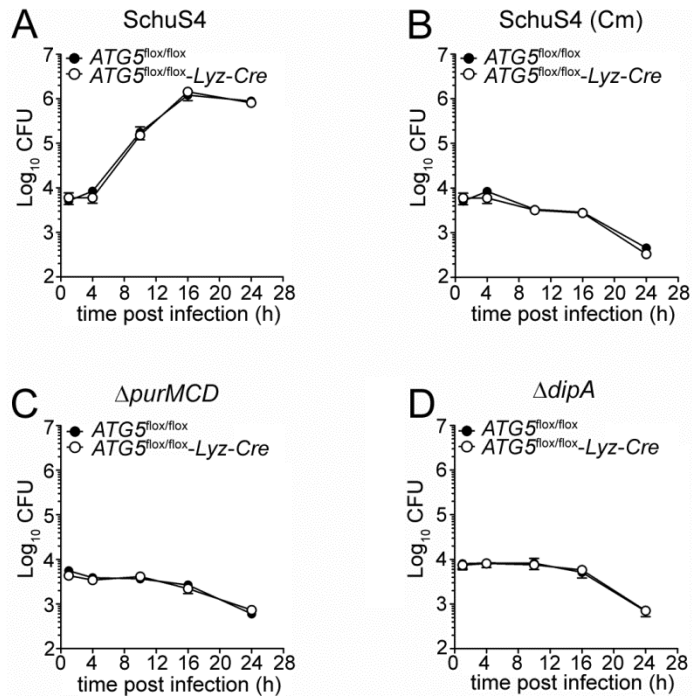 A
SchuS4
ATG5flox/flox
ATG5flox/flox-Lyz-Cre
Log10 CFU
7
6
5
4
3
2
0 4 8 12 16 20 24 28
time post infection (h)
B
SchuS4 (Cm)
ATG5flox/flox
ATG5flox/flox-Lyz-Cre
Log10 CFU
7
6
5
4
3
2
0 4 8 12 16 20 24 28
time post infection (h)
C
∆purMCD
ATG5flox/flox
ATG5flox/flox-Lyz-Cre
Log10 CFU
7
6
5
4
3
2
0 4 8 12 16 20 24 28
time post infection (h)
D
∆dipA
ATG5flox/flox
ATG5flox/flox-Lyz-Cre
Log10 CFU
7
6
5
4
3
2
0 4 8 12 16 20 24 28
time post infection (h)